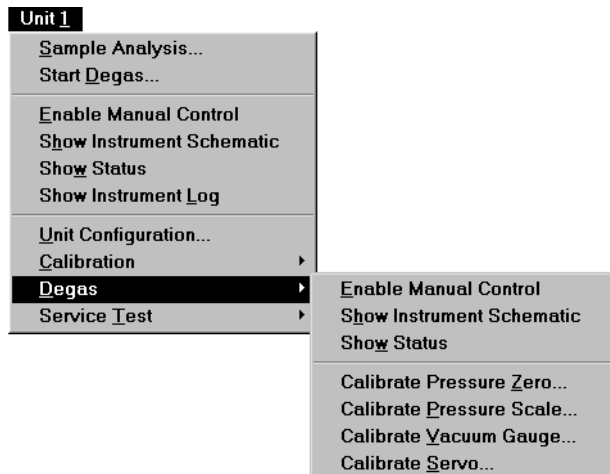 Unit 1
Sample Analysis...
Start Degas...
Enable Manual Control
Show Instrument Schematic
Show Status
Show Instrument Log
Unit Configuration...
Calibration
Degas
Service Test
Enable Manual Control
Show Instrument Schematic
Show Status
Calibrate Pressure Zero...
Calibrate Pressure Scale...
Calibrate Vacuum Gauge...
Calibrate Servo...